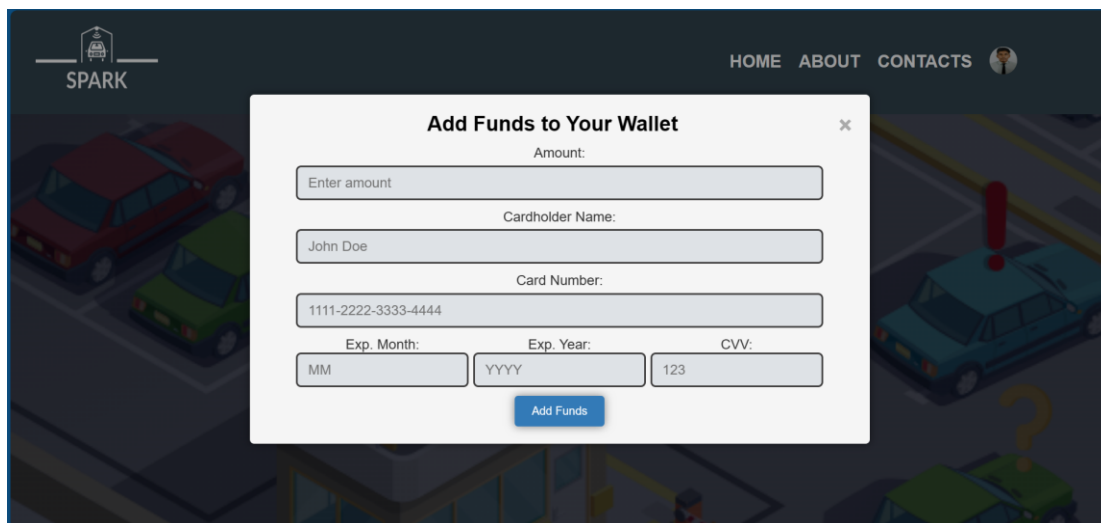 SPARK
HOME ABOUT CONTACTS
Add Funds to Your Wallet ×
Amount:
Enter amount
Cardholder Name:
John Doe
Card Number:
1111-2222-3333-4444
Exp. Month: Exp. Year: CVV:
MM YYYY 123
Add Funds